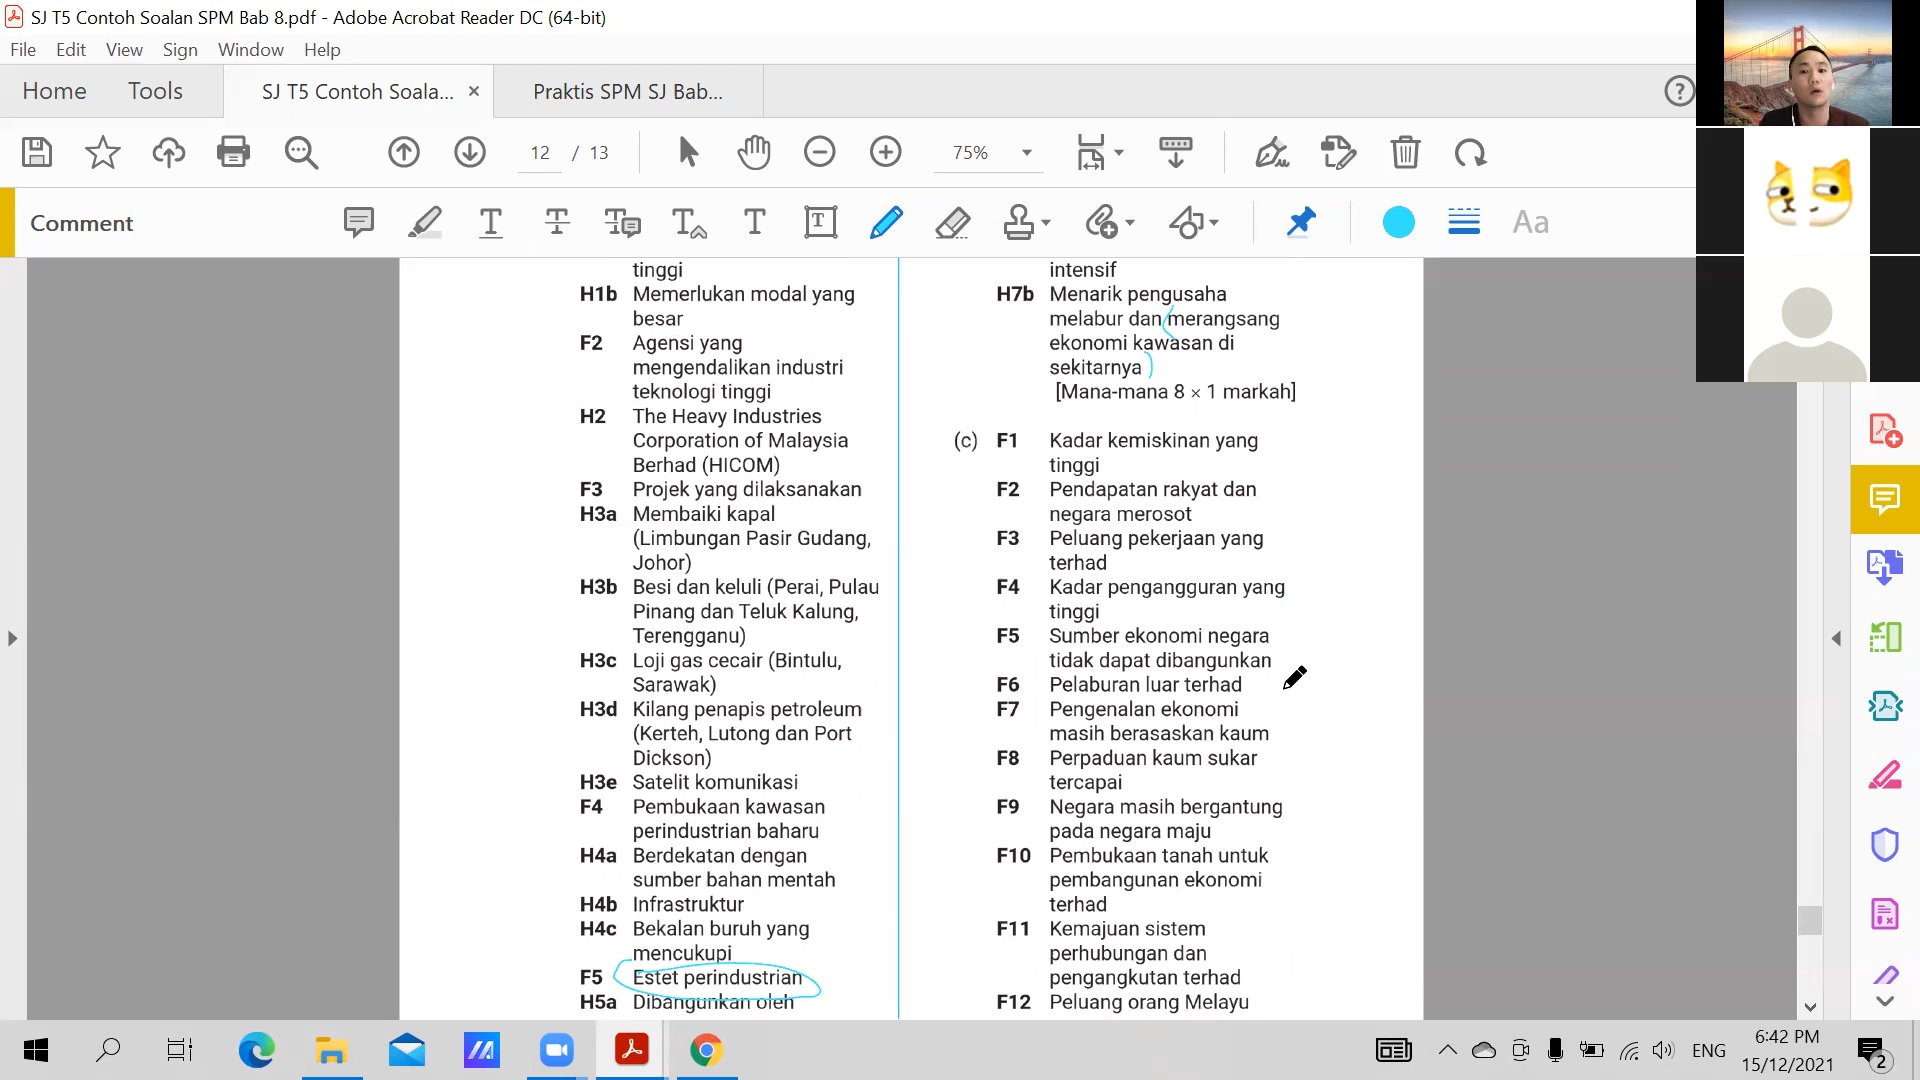 SJ T5 Contoh Soalan SPM Bab 8.pdf - Adobe Acrobat Reader DC (64-bit)
File Edit View Sign Window Help
Home Tools SJ T5 Contoh Soala... × Praktis SPM SJ Bab...
12 / 13 75%
Comment Aa
tinggi
H1b Memerlukan modal yang
besar
F2 Agensi yang
mengendalikan industri
teknologi tinggi
H2 The Heavy Industries
Corporation of Malaysia
Berhad (HICOM)
F3 Projek yang dilaksanakan
H3a Membaiki kapal
(Limbungan Pasir Gudang,
Johor)
H3b Besi dan keluli (Perai, Pulau
Pinang dan Teluk Kalung,
Terengganu)
H3c Loji gas cecair (Bintulu,
Sarawak)
H3d Kilang penapis petroleum
(Kerteh, Lutong dan Port
Dickson)
H3e Satelit komunikasi
F4 Pembukaan kawasan
perindustrian baharu
H4a Berdekatan dengan
sumber bahan mentah
H4b Infrastruktur
H4c Bekalan buruh yang
mencukupi
F5 Estet perindustrian
H5a Dibangunkan oleh
intensif
H7b Menarik pengusaha
melabur dan merangsang
ekonomi kawasan di
sekitarnya
[Mana-mana 8 × 1 markah]
(c) F1 Kadar kemiskinan yang
tinggi
F2 Pendapatan rakyat dan
negara merosot
F3 Peluang pekerjaan yang
terhad
F4 Kadar pengangguran yang
tinggi
F5 Sumber ekonomi negara
tidak dapat dibangunkan
F6 Pelaburan luar terhad
F7 Pengenalan ekonomi
masih berasaskan kaum
F8 Perpaduan kaum sukar
tercapai
F9 Negara masih bergantung
pada negara maju
F10 Pembukaan tanah untuk
pembangunan ekonomi
terhad
F11 Kemajuan sistem
perhubungan dan
pengangkutan terhad
F12 Peluang orang Melayu
ENG
6:42 PM
15/12/2021
2